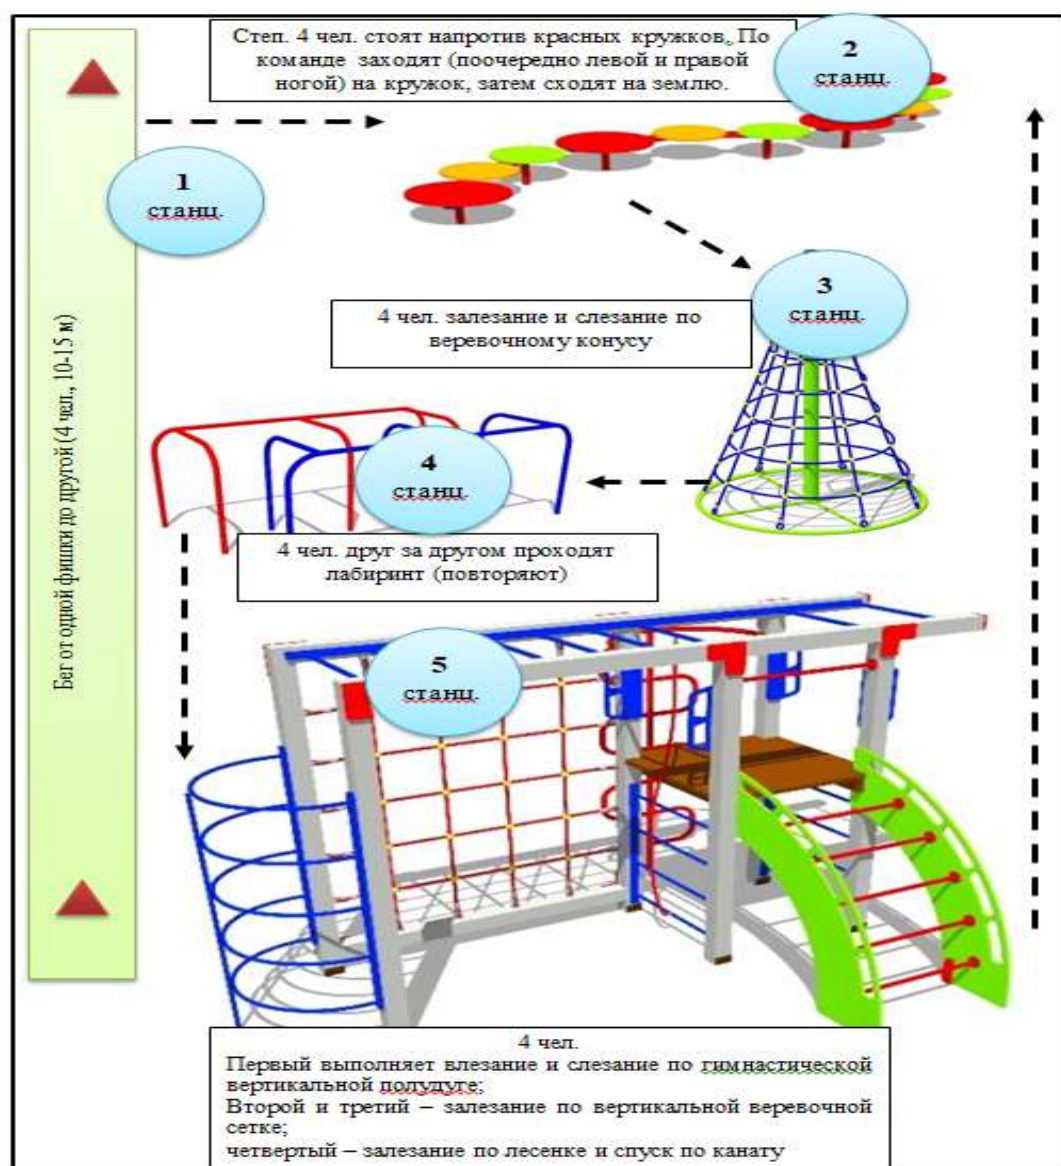 Степ. 4 чел. стоят напротив красных кружков. По
команде заходят (поочередно левой и правой
ногой) на кружок, затем сходят на землю.
2
станц.
1
станц.
3
станц.
4 чел. залезание и слезание по
веревочному конусу
Бег от одной фишки до другой (4 чел., 10-15 м)
4
станц.
4 чел. друг за другом проходят
лабиринт (повторяют)
5
станц.
4 чел.
Первый выполняет влезание и слезание по гимнастической
вертикальной полудуге;
Второй и третий – залезание по вертикальной веревочной
сетке;
четвертый – залезание по лесенке и спуск по канату